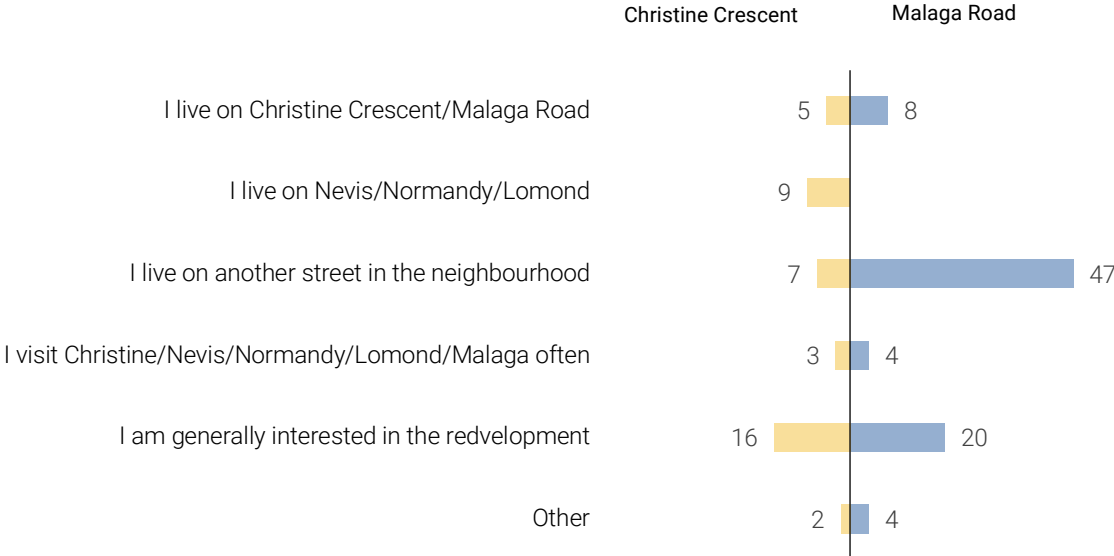 Christine Crescent Malaga Road
I live on Christine Crescent/Malaga Road 5 8
I live on Nevis/Normandy/Lomond 9
I live on another street in the neighbourhood 7 47
I visit Christine/Nevis/Normandy/Lomond/Malaga often 3 4
I am generally interested in the redvelopment 16 20
Other 2 4